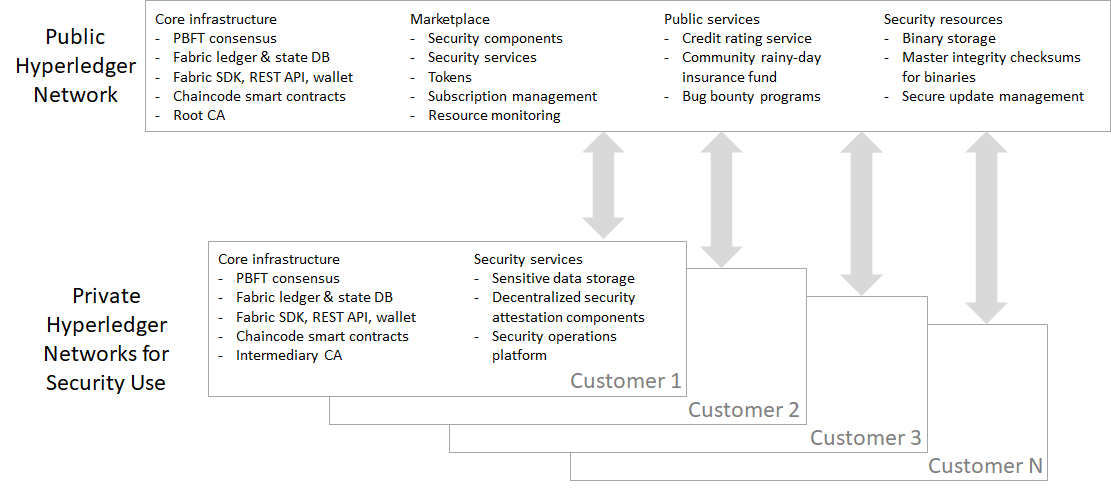 Public
Hyperledger
Network
Core infrastructure
- PBFT consensus
- Fabric ledger & state DB
- Fabric SDK, REST API, wallet
- Chaincode smart contracts
- Root CA
Marketplace
- Security components
- Security services
- Tokens
- Subscription management
- Resource monitoring
Public services
- Credit rating service
- Community rainy-day
insurance fund
- Bug bounty programs
Security resources
- Binary storage
- Master integrity checksums
for binaries
- Secure update management
Private
Hyperledger
Networks for
Security Use
Core infrastructure
- PBFT consensus
- Fabric ledger & state DB
- Fabric SDK, REST API, wallet
- Chaincode smart contracts
- Intermediary CA
Security services
- Sensitive data storage
- Decentralized security
attestation components
- Security operations
platform
Customer 1
Customer 2
Customer 3
Customer N